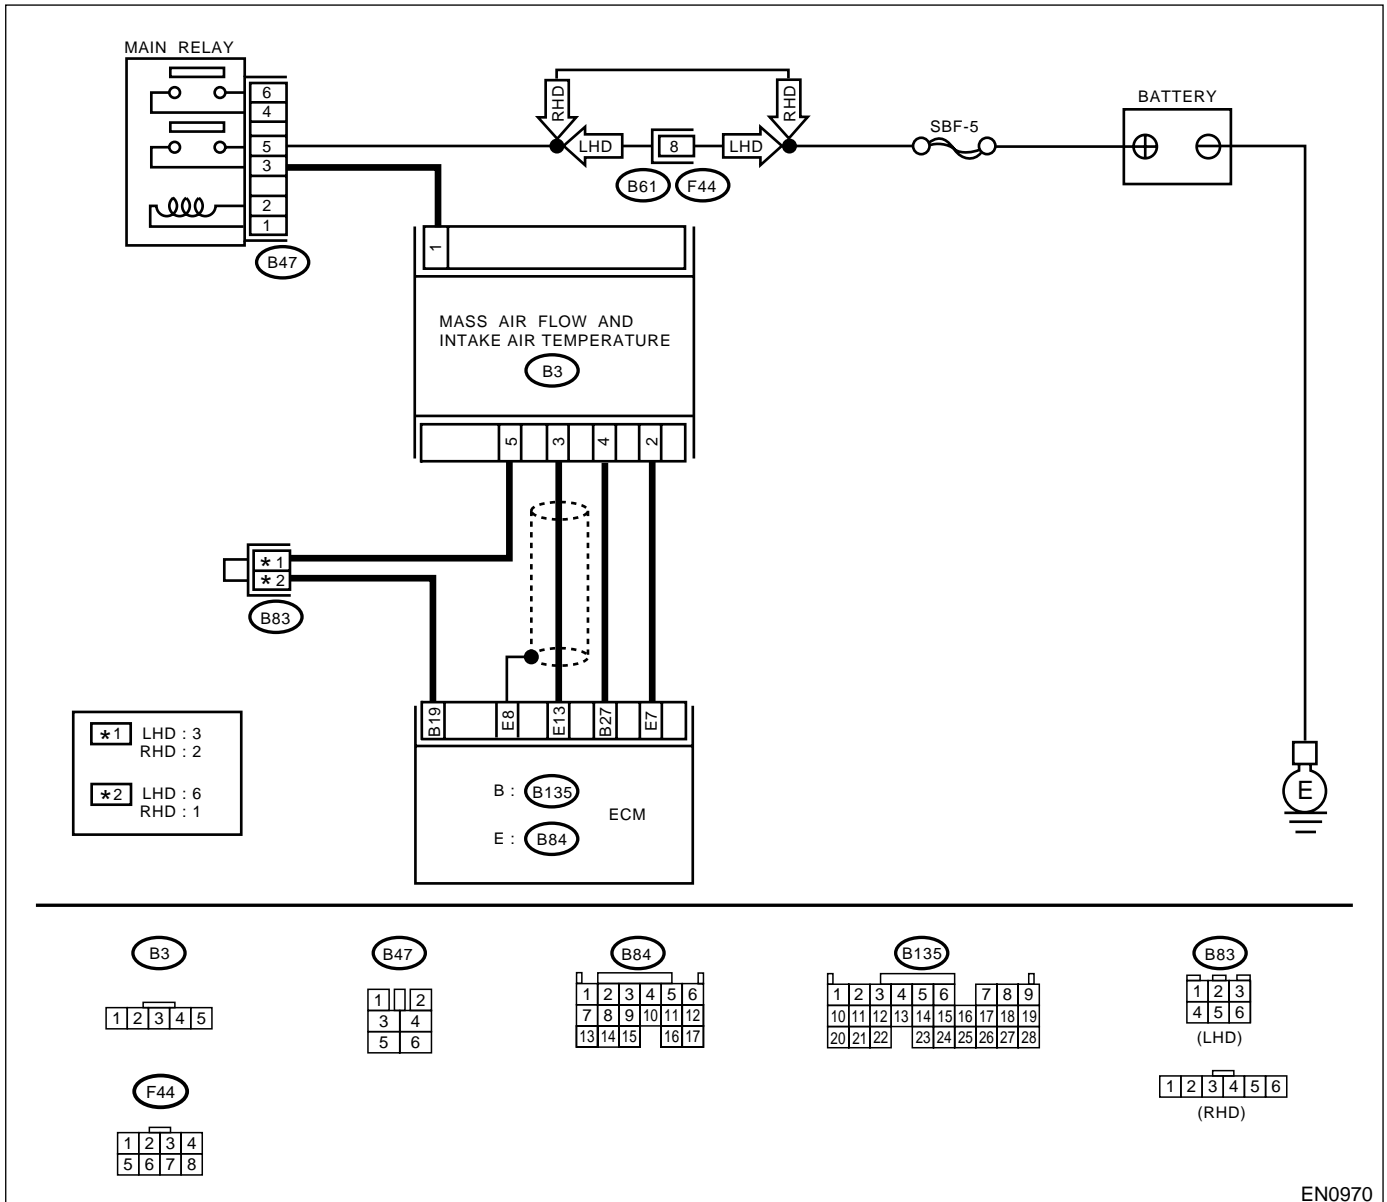 MAIN RELAY
6
4
5
3
2
1
B47
RHD
RHD
LHD
8
LHD
B61
F44
SBF-5
BATTERY
1
MASS AIR FLOW AND
INTAKE AIR TEMPERATURE
B3
5 3 4 2
*1
*2
B83
B19 E8 E13 B27 E7
B : B135
ECM
E : B84
*1 LHD : 3
RHD : 2
*2 LHD : 6
RHD : 1
E
B3
1 2 3 4 5
B47
1 2
3 4
5 6
B84
1 2 3 4 5 6
7 8 9 10 11 12
13 14 15 16 17
B135
1 2 3 4 5 6 7 8 9
10 11 12 13 14 15 16 17 18 19
20 21 22 23 24 25 26 27 28
B83
1 2 3
4 5 6
(LHD)
1 2 3 4 5 6
(RHD)
F44
1 2 3 4
5 6 7 8
EN0970